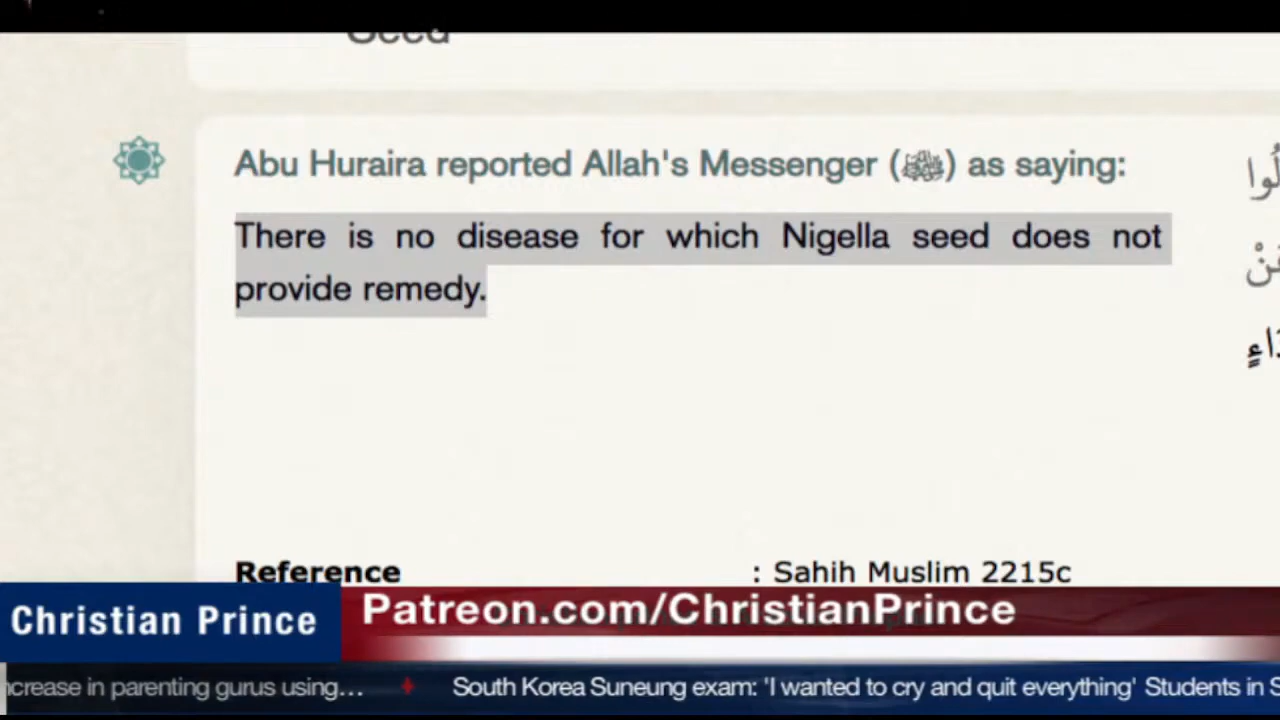 Seed
Abu Huraira reported Allah's Messenger (ﷺ) as saying:
There is no disease for which Nigella seed does not
provide remedy.
Reference : Sahih Muslim 2215c
Christian Prince
Patreon.com/ChristianPrince
in parenting gurus using... South Korea Suneung exam: 'I wanted to cry and quit everything' Students in